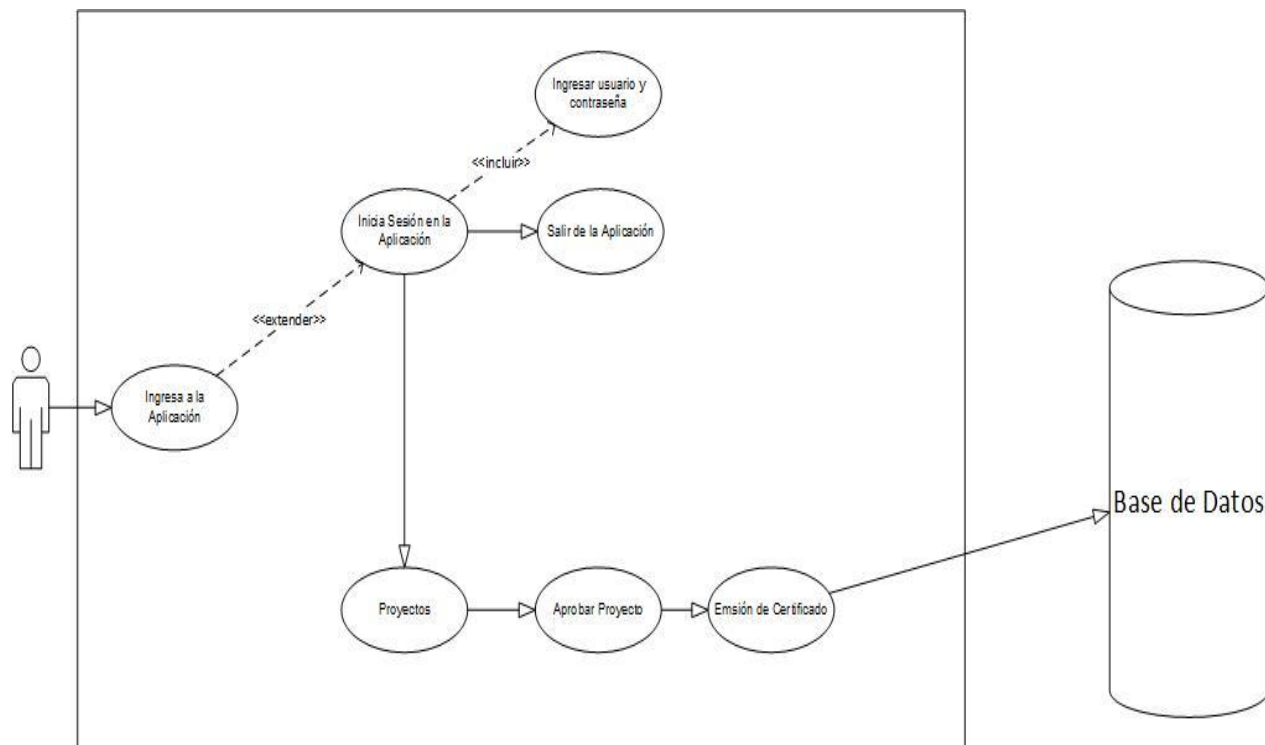 Ingresar usuario y
contraseña
<<incluir>>
Inicia Sesión en la
Aplicación
Salir de la Aplicación
<<extender>>
Ingresa a la
Aplicación
Base de Datos
Proyectos
Aprobar Proyecto
Emsión de Certificado